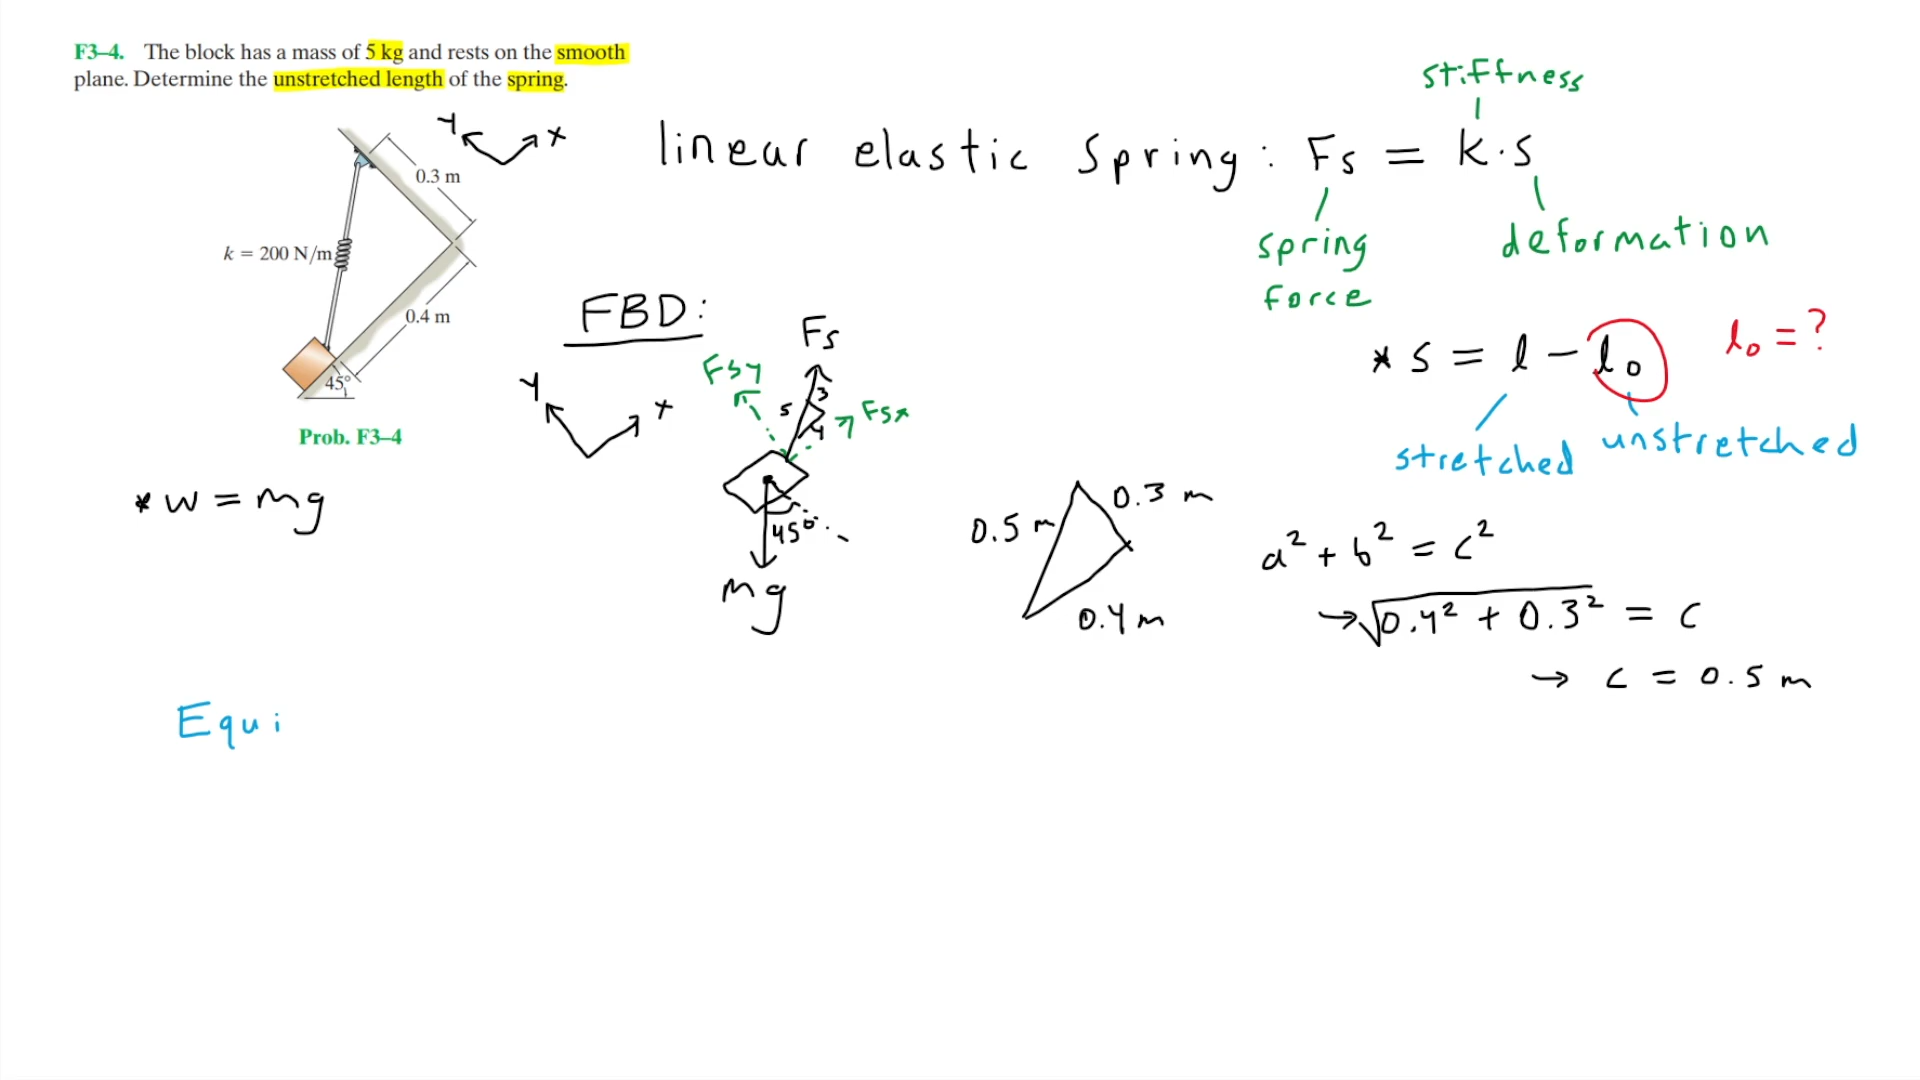 F3–4. The block has a mass of 5 kg and rests on the smooth
plane. Determine the unstretched length of the spring.
Y
x
0.3 m
k = 200 N/m
0.4 m
45°
Prob. F3–4
linear elastic Spring: Fs = k·s
stiffness
spring
force
deformation
* s = l − lo
lo = ?
stretched
unstretched
FBD:
Y
x
Fs
Fsy
Fsx
5
3
4
45°
mg
* w = mg
0.5 m
0.3 m
0.4 m
a² + b² = c²
→ √0.4² + 0.3² = c
→ c = 0.5 m
Equi